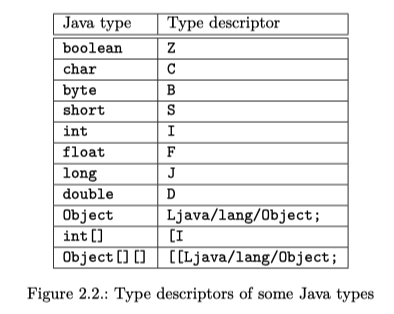 Java type Type descriptor
boolean Z
char C
byte B
short S
int I
float F
long J
double D
Object Ljava/lang/Object;
int[] [I
Object[][] [[Ljava/lang/Object;
Figure 2.2.: Type descriptors of some Java types